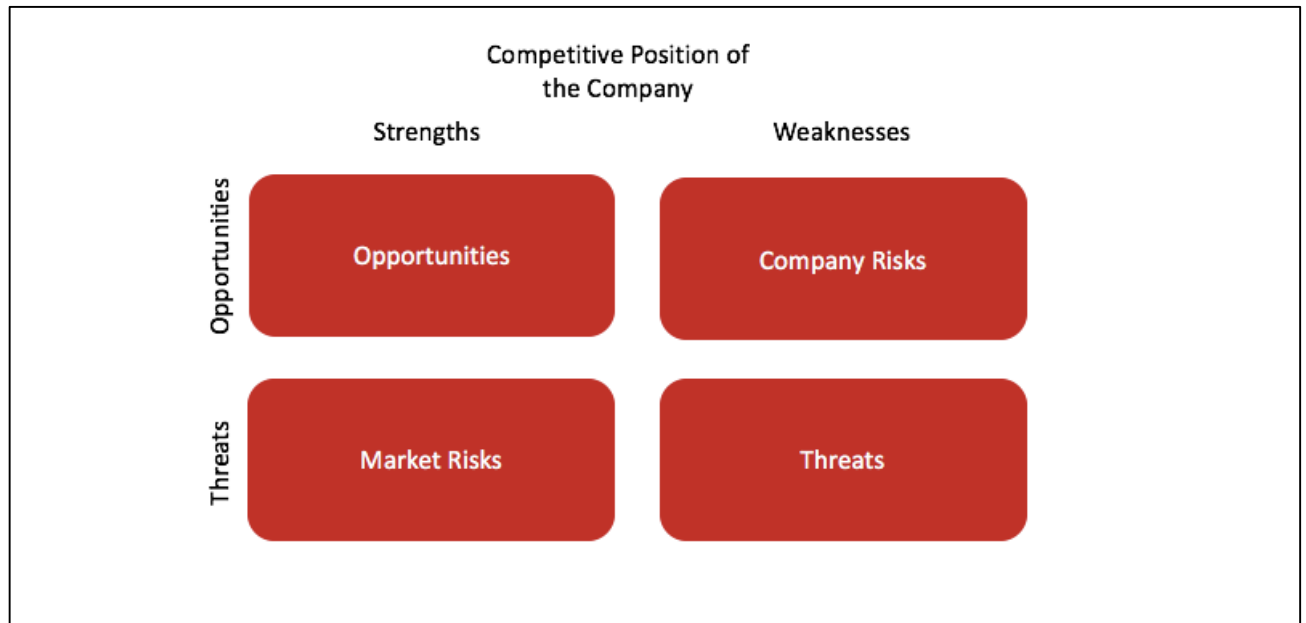 Competitive Position of
the Company
Strengths
Weaknesses
Opportunities
Opportunities
Company Risks
Threats
Market Risks
Threats